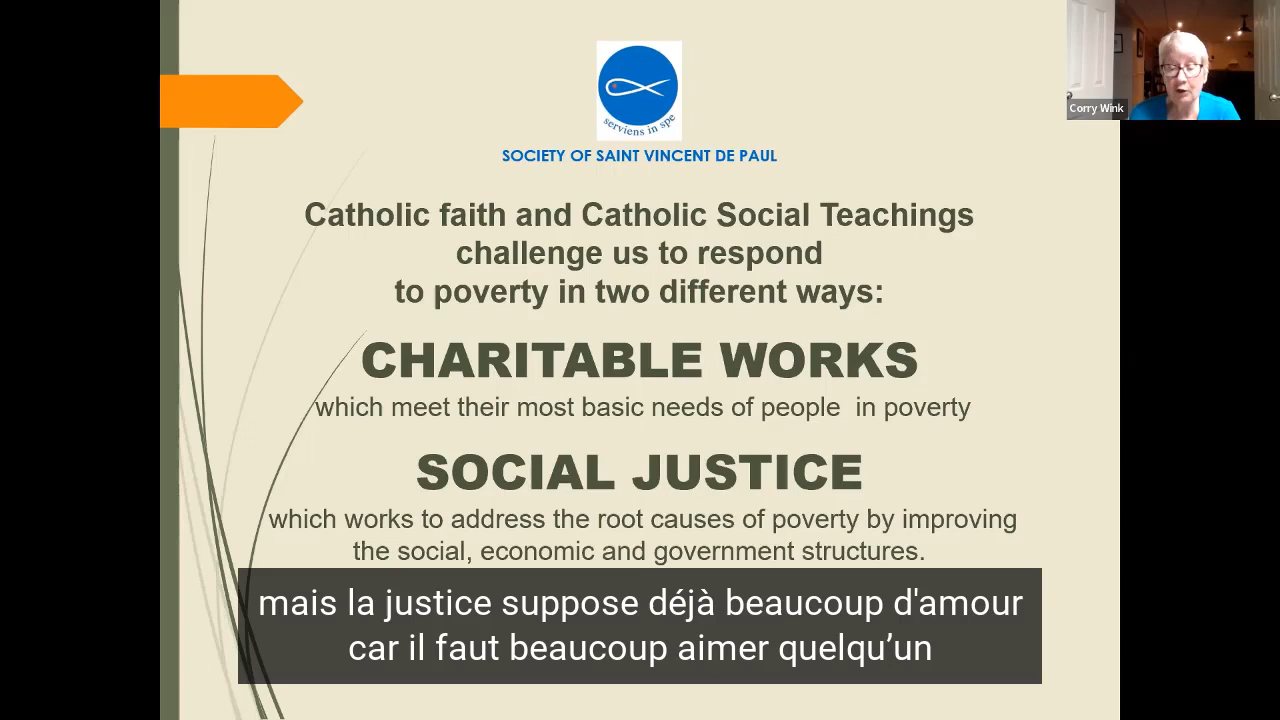 serviens in spe
SOCIETY OF SAINT VINCENT DE PAUL
Corry Wink
Catholic faith and Catholic Social Teachings
challenge us to respond
to poverty in two different ways:
CHARITABLE WORKS
which meet their most basic needs of people in poverty
SOCIAL JUSTICE
which works to address the root causes of poverty by improving
the social, economic and government structures.
mais la justice suppose déjà beaucoup d'amour
car il faut beaucoup aimer quelqu’un